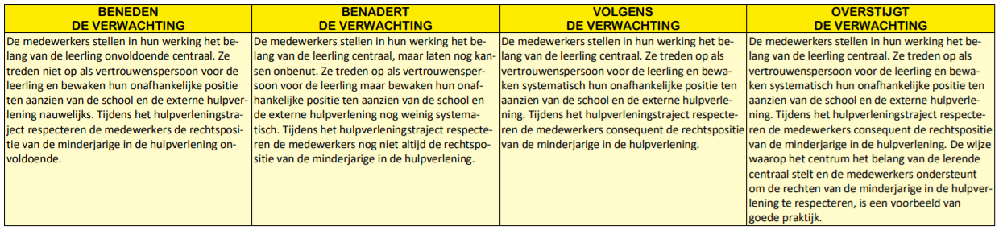 BENEDEN
DE VERWACHTING
De medewerkers stellen in hun werking het be-
lang van de leerling onvoldoende centraal. Ze
treden niet op als vertrouwenspersoon voor de
leerling en bewaken hun onafhankelijke positie
ten aanzien van de school en de externe hulpver-
lening nauwelijks. Tijdens het hulpverleningstra-
ject respecteren de medewerkers de rechtsposi-
tie van de minderjarige in de hulpverlening on-
voldoende.
BENADERT
DE VERWACHTING
De medewerkers stellen in hun werking het be-
lang van de leerling centraal, maar laten nog kan-
sen onbenut. Ze treden op als vertrouwensper-
soon voor de leerling maar bewaken hun onaf-
hankelijke positie ten aanzien van de school en
de externe hulpverlening nog weinig systema-
tisch. Tijdens het hulpverleningstraject respecte-
ren de medewerkers nog niet altijd de rechtspo-
sitie van de minderjarige in de hulpverlening.
VOLGENS
DE VERWACHTING
De medewerkers stellen in hun werking het be-
lang van de leerling centraal. Ze treden op als
vertrouwenspersoon voor de leerling en bewa-
ken systematisch hun onafhankelijke positie ten
aanzien van de school en de externe hulpverle-
ning. Tijdens het hulpverleningstraject respecte-
ren de medewerkers consequent de rechtspositie
van de minderjarige in de hulpverlening.
OVERSTIJGT
DE VERWACHTING
De medewerkers stellen in hun werking het be-
lang van de leerling centraal. Ze treden op als
vertrouwenspersoon voor de leerling en bewa-
ken systematisch hun onafhankelijke positie ten
aanzien van de school en de externe hulpverle-
ning. Tijdens het hulpverleningstraject respecte-
ren de medewerkers consequent de rechtspositie
van de minderjarige in de hulpverlening. De wijze
waarop het centrum het belang van de lerende
centraal stelt en de medewerkers ondersteunt
om de rechten van de minderjarige in de hulpver-
lening te respecteren, is een voorbeeld van
goede praktijk.